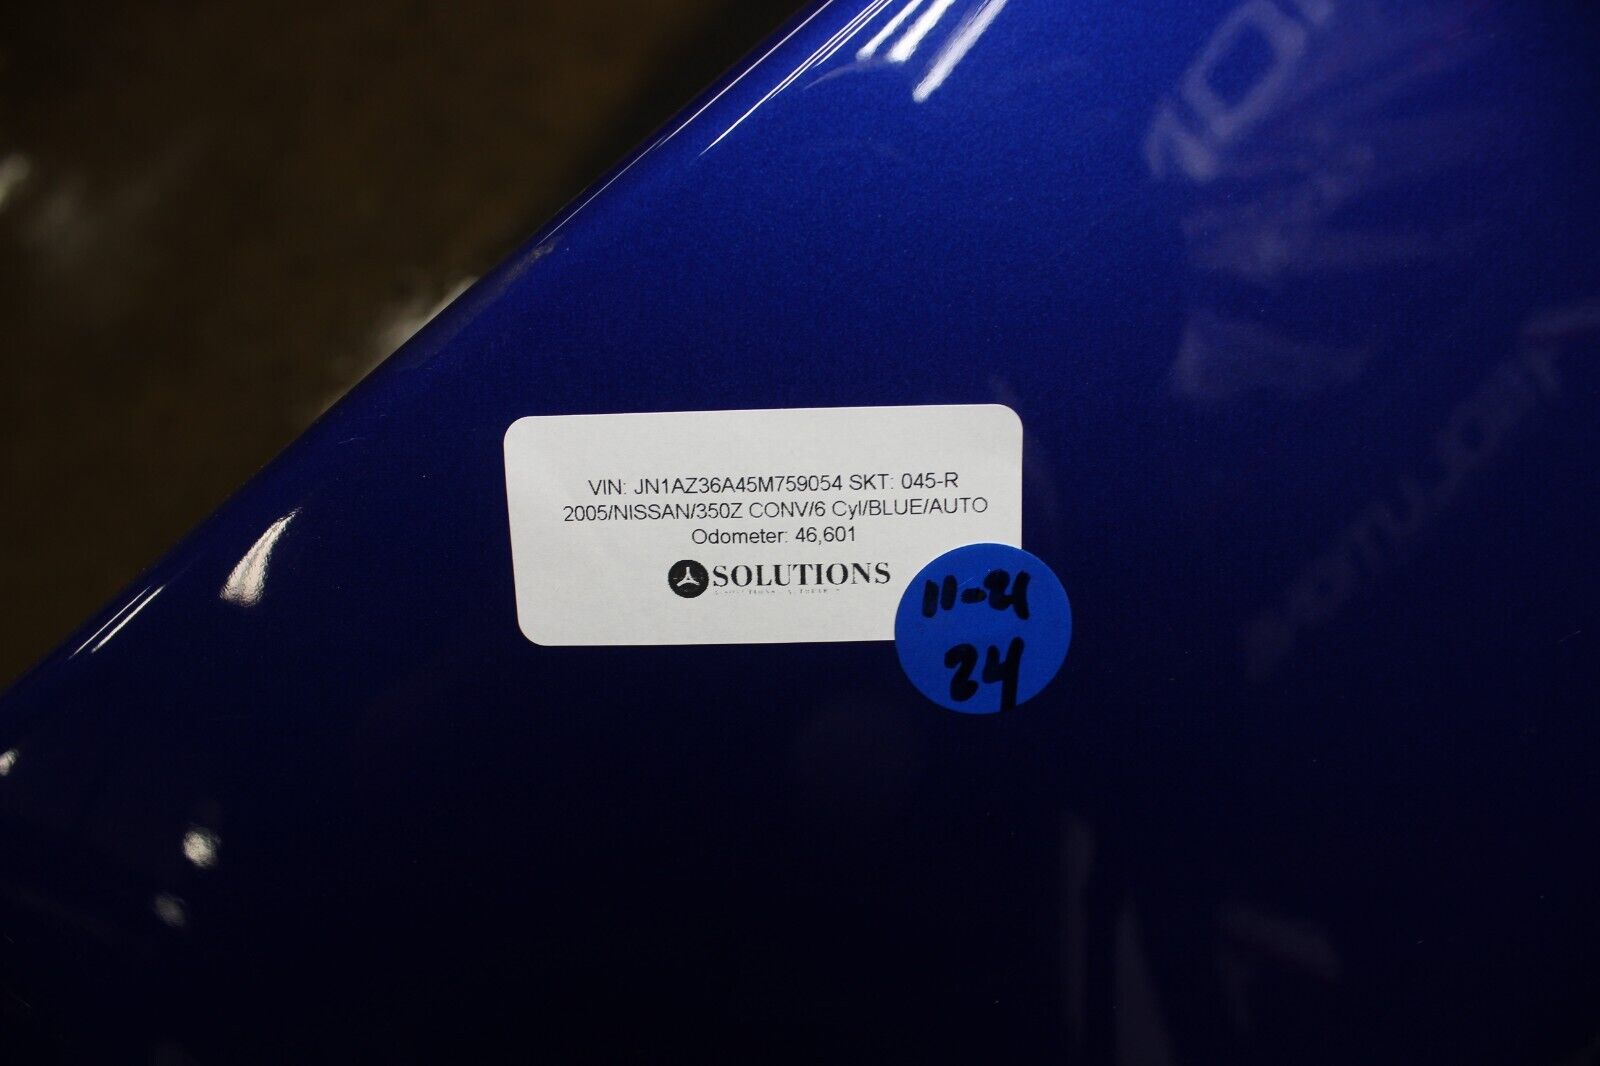 VIN: JN1AZ36A45M759054 SKT: 045-R
2005/NISSAN/350Z CONV/6 Cyl/BLUE/AUTO
Odometer: 46,601
SOLUTIONS
11-21
24